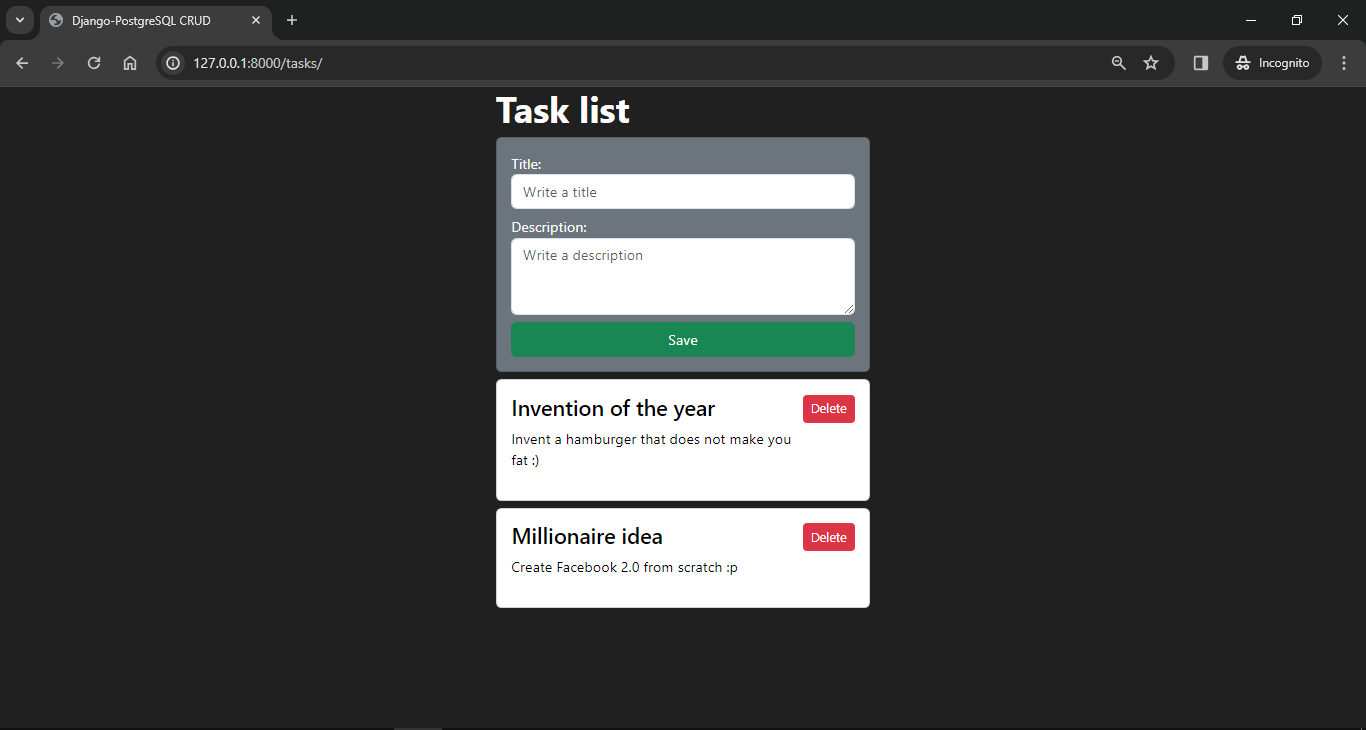 Django-PostgreSQL CRUD
127.0.0.1:8000/tasks/
Incognito
Task list
Title:
Write a title
Description:
Write a description
Save
Invention of the year
Delete
Invent a hamburger that does not make you
fat :)
Millionaire idea
Delete
Create Facebook 2.0 from scratch :p